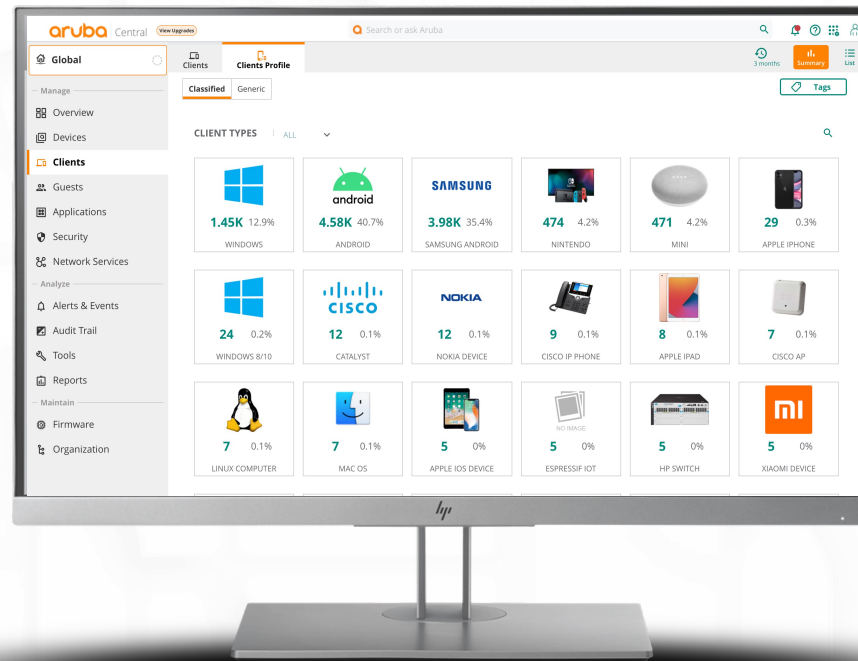 aruba Central View Upgrades Search or ask Aruba
Global
Clients Clients Profile 3 months Summary List
Manage
Classified Generic Tags
Overview
Devices
CLIENT TYPES ALL
Clients
Guests
Applications
Security
Network Services
Analyze
Alerts & Events
Audit Trail
Tools
Reports
Maintain
Firmware
Organization
android SAMSUNG
1.45K 12.9% 4.58K 40.7% 3.98K 35.4% 474 4.2% 471 4.2% 29 0.3%
WINDOWS ANDROID SAMSUNG ANDROID NINTENDO MINI APPLE IPHONE
CISCO NOKIA
24 0.2% 12 0.1% 12 0.1% 9 0.1% 8 0.1% 7 0.1%
WINDOWS 8/10 CATALYST NOKIA DEVICE CISCO IP PHONE APPLE IPAD CISCO AP
NO IMAGE mi
7 0.1% 7 0.1% 5 0% 5 0% 5 0% 5 0%
LINUX COMPUTER MAC OS APPLE IOS DEVICE ESPRESSIF IOT HP SWITCH XIAOMI DEVICE
hp